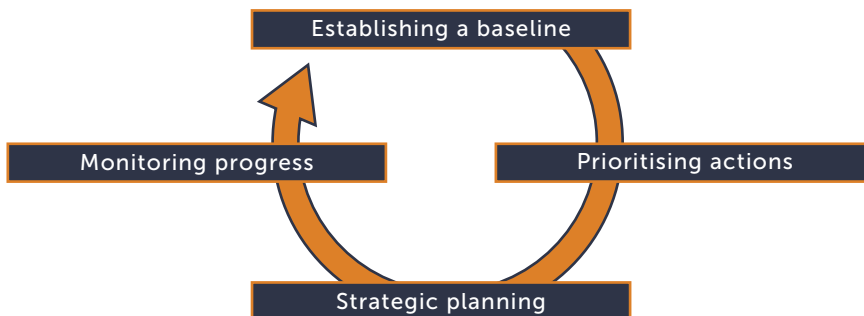 Establishing a baseline
Monitoring progress
Prioritising actions
Strategic planning